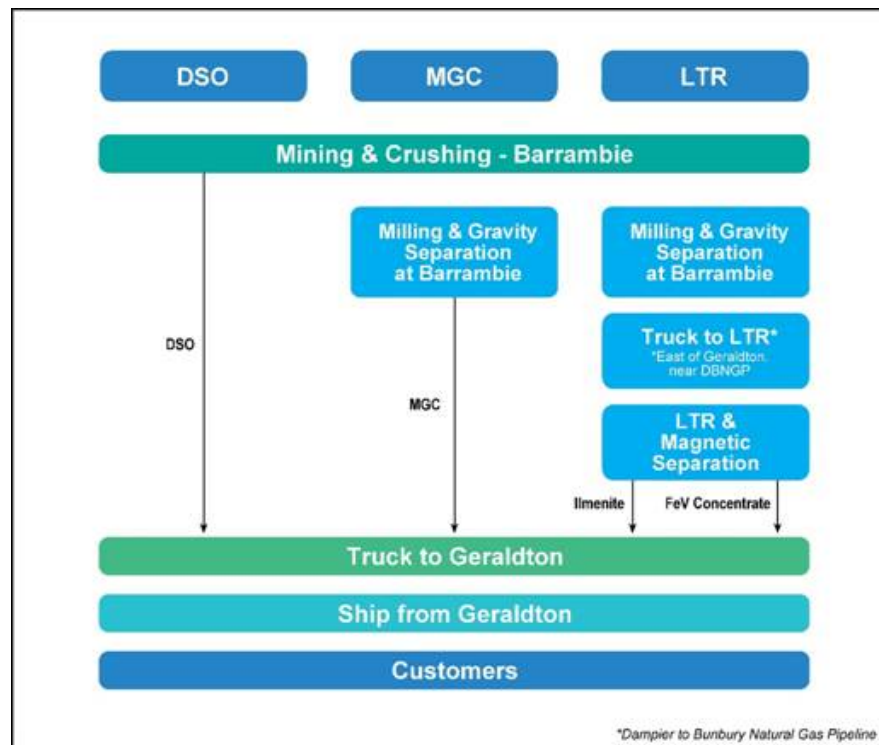 DSO
MGC
LTR
Mining & Crushing - Barrambie
Milling & Gravity
Separation
at Barrambie
Milling & Gravity
Separation
at Barrambie
Truck to LTR*
*East of Geraldton,
near DBNGP
LTR &
Magnetic
Separation
DSO
MGC
Ilmenite
FeV Concentrate
Truck to Geraldton
Ship from Geraldton
Customers
*Dampier to Bunbury Natural Gas Pipeline